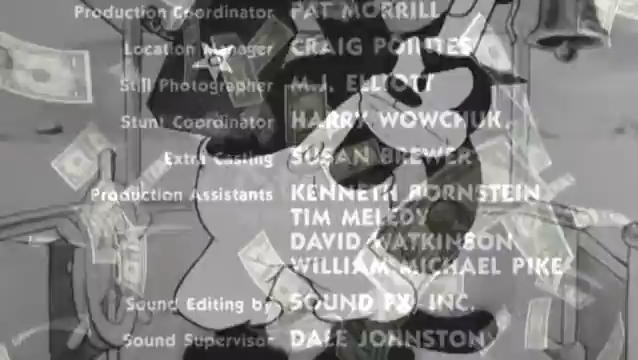 Production Coordinator PAT MORRILL
Location Manager CRAIG PONTTES
Still Photographer M.J. ELLIOTT
Stunt Coordinator HARRY WOWCHUK
Extra Casting SUSAN BREWER
Production Assistants KENNETH BORNSTEIN
TIM MELEDY
DAVID WATKINSON
WILLIAM MICHAEL PIKE
Sound Editing by SOUND FX INC.
Sound Supervisor DALE JOHNSTON